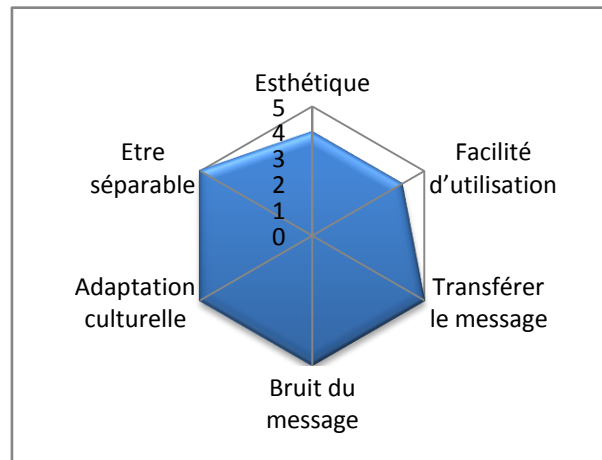 Esthétique
5
4
3
2
1
0
Facilité
d’utilisation
Transférer
le message
Bruit du
message
Adaptation
culturelle
Etre
séparable